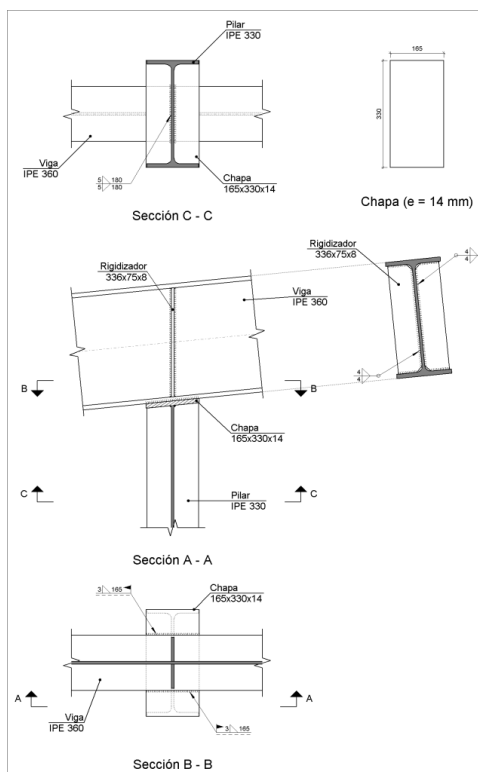 Pilar
IPE 330
Viga
IPE 360
5 180
5 180
Chapa
165x330x14
Sección C - C
165
330
Chapa (e = 14 mm)
Rigidizador
336x75x8
Viga
IPE 360
Rigidizador
336x75x8
4
4
4
4
B
B
Chapa
165x330x14
C
C
Pilar
IPE 330
Sección A - A
3 165
Chapa
165x330x14
A
A
Viga
IPE 360
3 165
Sección B - B